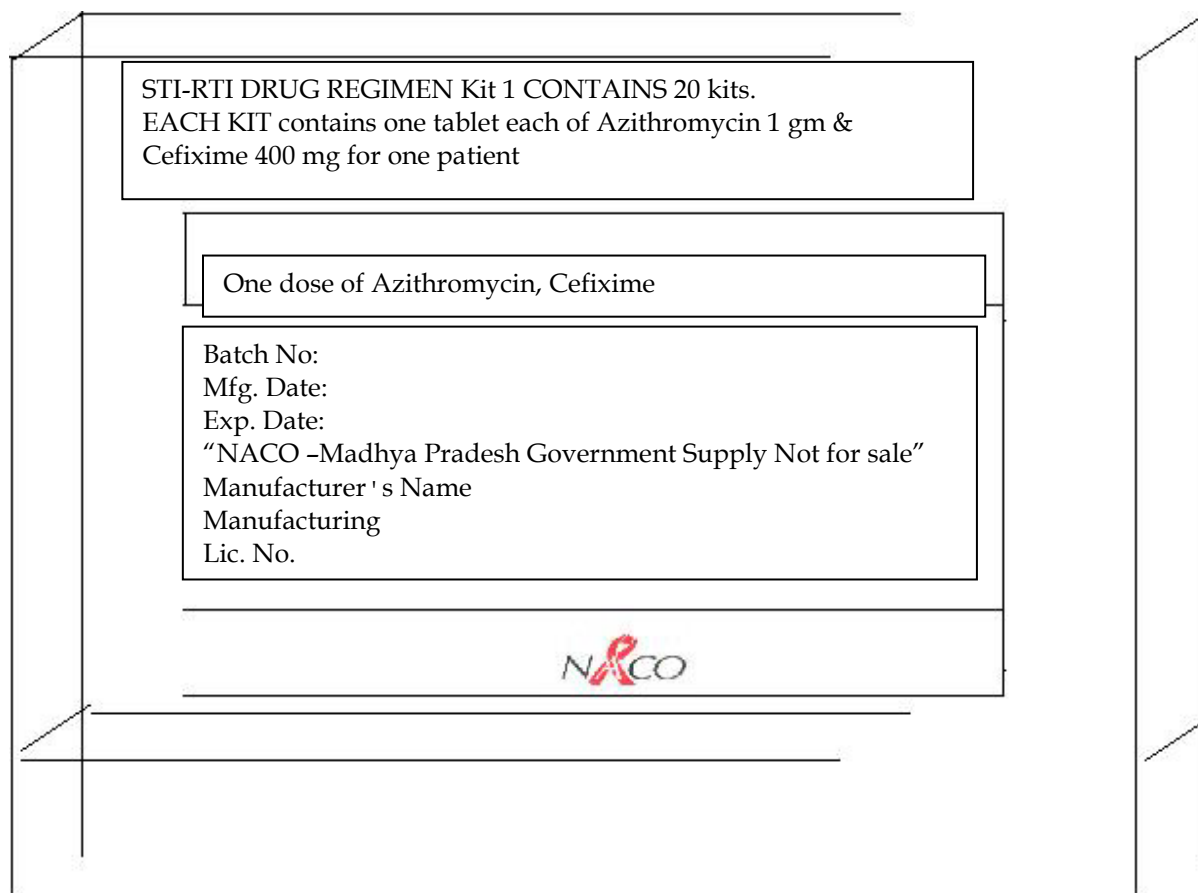 STI-RTI DRUG REGIMEN Kit 1 CONTAINS 20 kits.
EACH KIT contains one tablet each of Azithromycin 1 gm &
Cefixime 400 mg for one patient
One dose of Azithromycin, Cefixime
Batch No:
Mfg. Date:
Exp. Date:
“NACO –Madhya Pradesh Government Supply Not for sale”
Manufacturer's Name
Manufacturing
Lic. No.
NACO